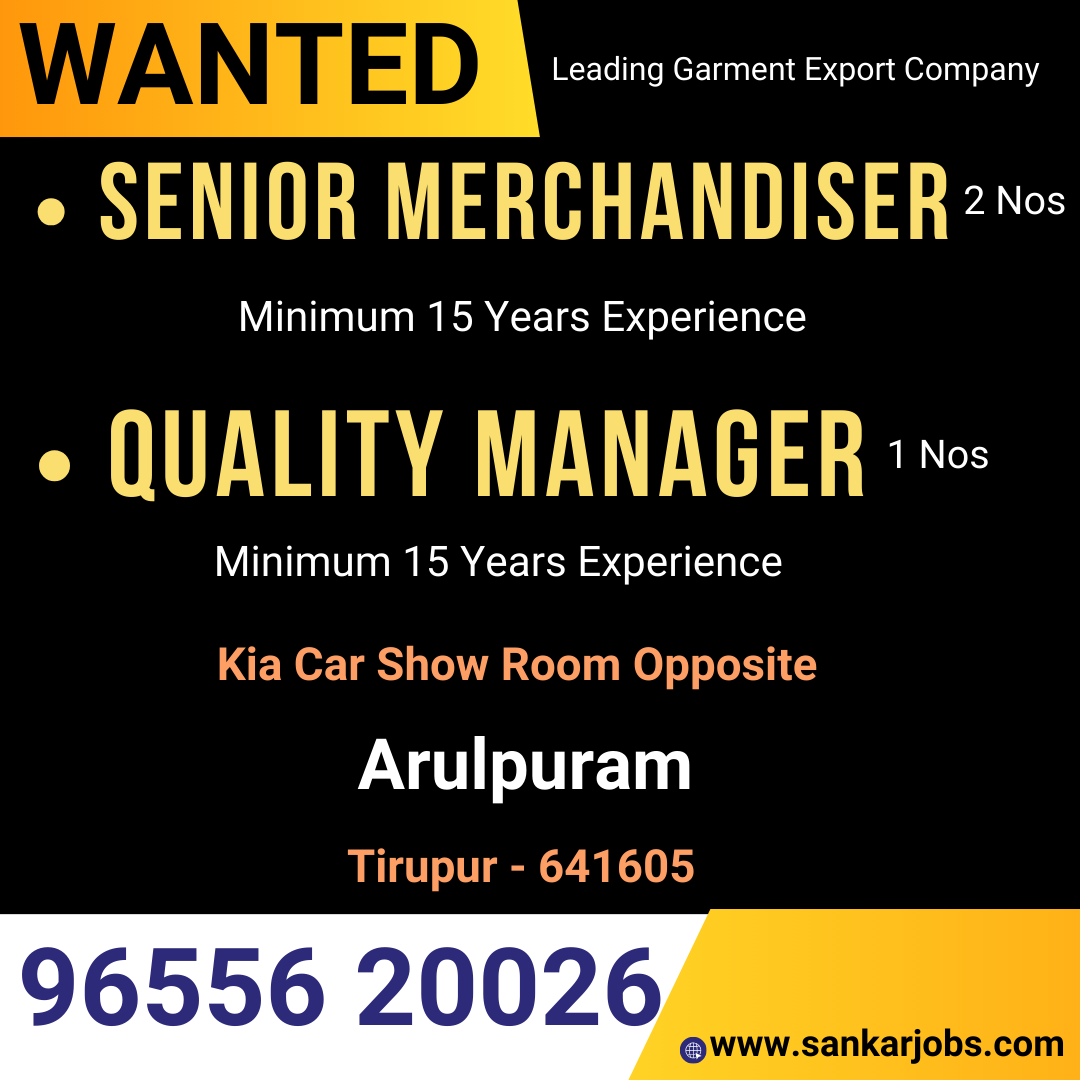 WANTED
Leading Garment Export Company
• SENIOR MERCHANDISER 2 Nos
Minimum 15 Years Experience
• QUALITY MANAGER 1 Nos
Minimum 15 Years Experience
Kia Car Show Room Opposite
Arulpuram
Tirupur - 641605
96556 20026
www.sankarjobs.com